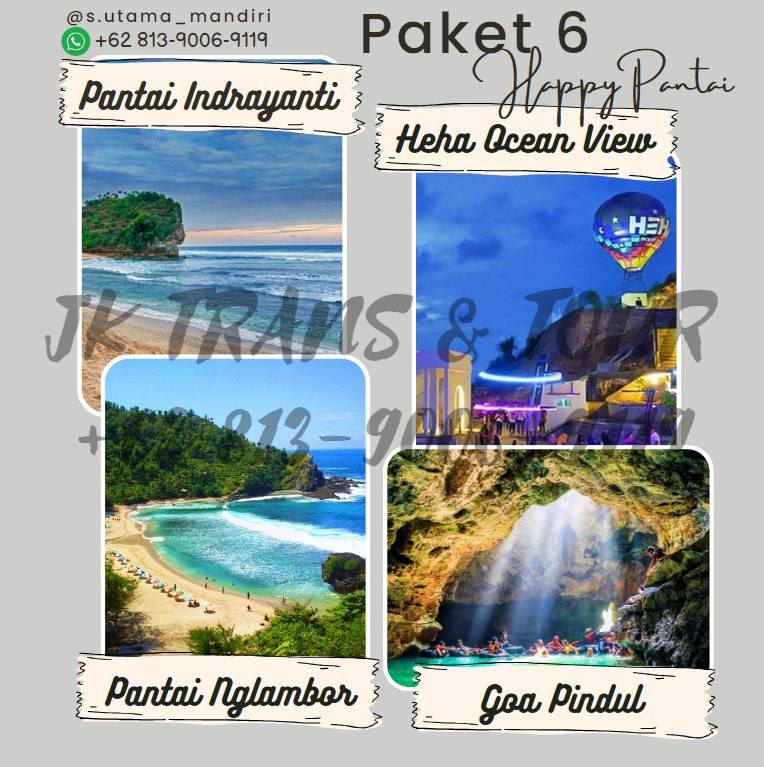 @s.utama_mandiri
+62 813-9006-9119
Paket 6
Happy Pantai
Pantai Indrayanti
Heha Ocean View
HEH
JK TRANS & TOUR
Pantai Nglambor
Goa Pindul